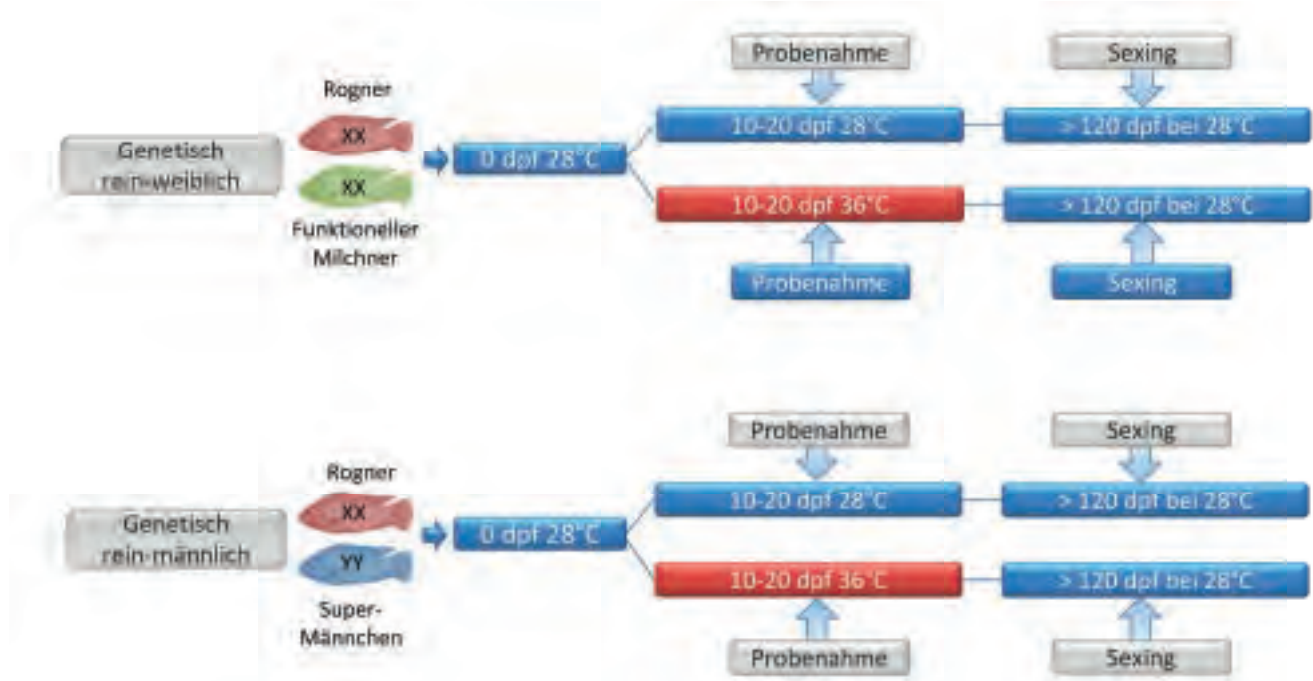 Probenahme
Sexing
Rogner
XX
10-20 dpf 28°C
> 120 dpf bei 28°C
Genetisch
rein-weiblich
0 dpf 28°C
XX
10-20 dpf 36°C
> 120 dpf bei 28°C
Funktioneller
Milchner
Probenahme
Sexing
Probenahme
Sexing
Rogner
XX
10-20 dpf 28°C
> 120 dpf bei 28°C
Genetisch
rein-männlich
0 dpf 28°C
YY
10-20 dpf 36°C
> 120 dpf bei 28°C
Super-
Männchen
Probenahme
Sexing